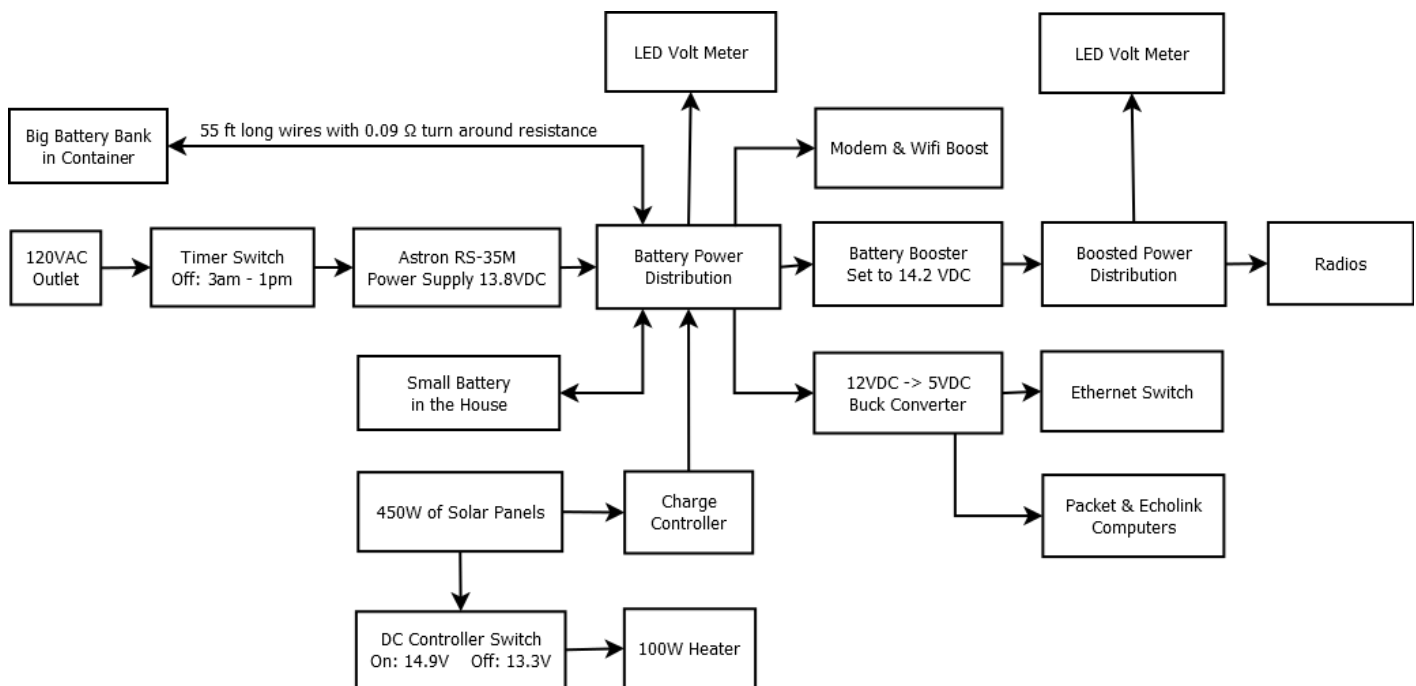 LED Volt Meter
LED Volt Meter
Big Battery Bank
in Container
55 ft long wires with 0.09 Ω turn around resistance
Modem & Wifi Boost
120VAC
Outlet
Timer Switch
Off: 3am - 1pm
Astron RS-35M
Power Supply 13.8VDC
Battery Power
Distribution
Battery Booster
Set to 14.2 VDC
Boosted Power
Distribution
Radios
Small Battery
in the House
12VDC -> 5VDC
Buck Converter
Ethernet Switch
450W of Solar Panels
Charge
Controller
Packet & Echolink
Computers
DC Controller Switch
On: 14.9V Off: 13.3V
100W Heater